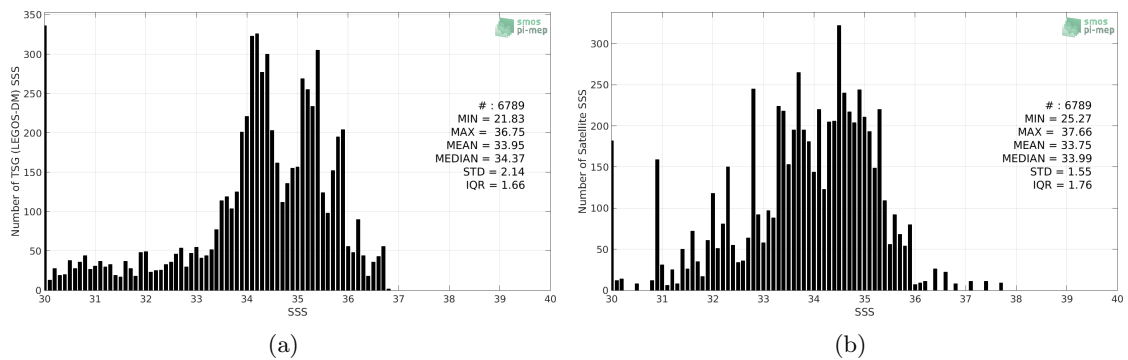 350
300
250
200
150
100
50
0
Number of TSG (LEGOS-DM) SSS
smos
pi-mep
# : 6789
MIN = 21.83
MAX = 36.75
MEAN = 33.95
MEDIAN = 34.37
STD = 2.14
IQR = 1.66
30 31 32 33 34 35 36 37 38 39 40
SSS
(a)
300
250
200
150
100
50
0
Number of Satellite SSS
smos
pi-mep
# : 6789
MIN = 25.27
MAX = 37.66
MEAN = 33.75
MEDIAN = 33.99
STD = 1.55
IQR = 1.76
30 31 32 33 34 35 36 37 38 39 40
SSS
(b)